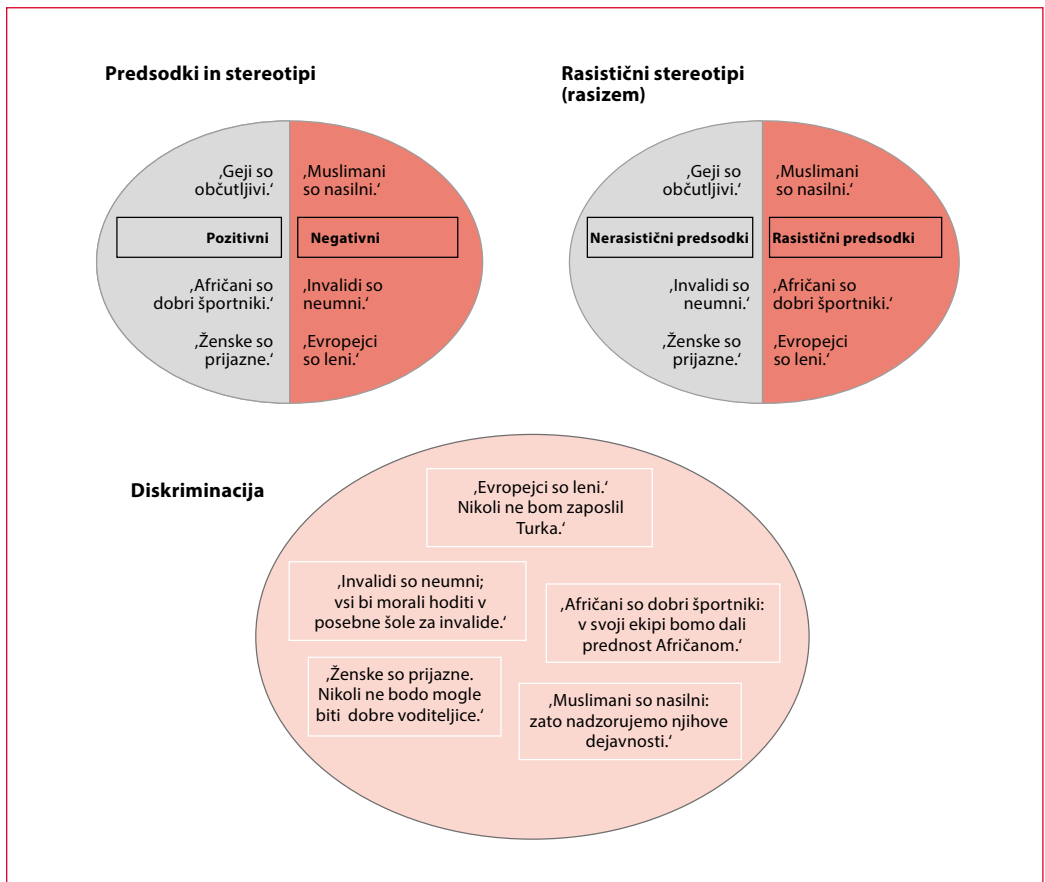 Predsodki in stereotipi
‚Geji so
občutljivi.‘
‚Muslimani
so nasilni.‘
Pozitivni
Negativni
‚Afričani so
dobri športniki.‘
‚Invalidi so
neumni.‘
‚Ženske so
prijazne.‘
‚Evropejci
so leni.‘
Rasistični stereotipi
(rasizem)
‚Geji so
občutljivi.‘
‚Muslimani
so nasilni.‘
Nerasistični predsodki
Rasistični predsodki
‚Invalidi so
neumni.‘
‚Afričani so
dobri športniki.‘
‚Ženske so
prijazne.‘
‚Evropejci
so leni.‘
Diskriminacija
‚Evropejci so leni.‘
Nikoli ne bom zaposlil
Turka.‘
‚Invalidi so neumni;
vsi bi morali hoditi v
posebne šole za invalide.‘
‚Afričani so dobri športniki:
v svoji ekipi bomo dali
prednost Afričanom.‘
‚Ženske so prijazne.
Nikoli ne bodo mogle
biti dobre voditeljice.‘
‚Muslimani so nasilni:
zato nadzorujemo njihove
dejavnosti.‘